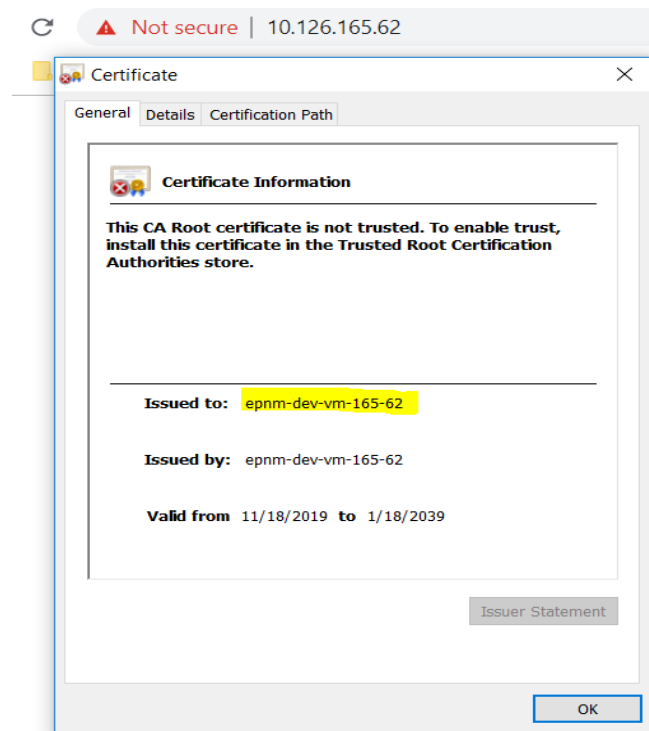 Not secure | 10.126.165.62
Certificate
General Details Certification Path
Certificate Information
This CA Root certificate is not trusted. To enable trust,
install this certificate in the Trusted Root Certification
Authorities store.
Issued to: epnm-dev-vm-165-62
Issued by: epnm-dev-vm-165-62
Valid from 11/18/2019 to 1/18/2039
Issuer Statement
OK